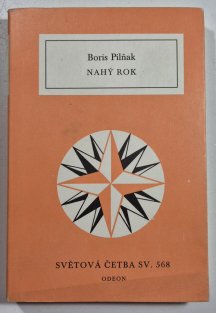 Boris Pilňak
NAHÝ ROK
SVĚTOVÁ ČETBA SV. 568
ODEON